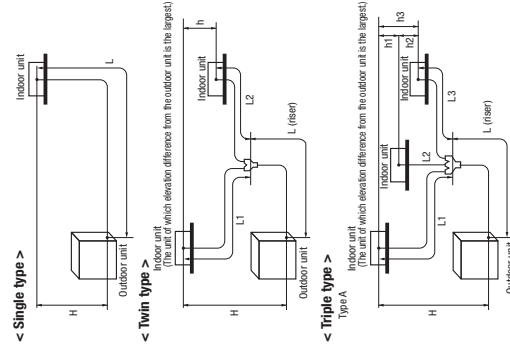 < Single type >
Indoor unit
L
H
Outdoor unit
< Twin type >
Indoor unit
(The unit of which elevation difference from the outdoor unit is the largest)
h
Indoor unit
L1
L2
L (riser)
H
Outdoor unit
< Triple type >
Type A
Indoor unit
(The unit of which elevation difference from the outdoor unit is the largest)
h3
h1
h2
Indoor unit
Indoor unit
L1
L2
L3
L (riser)
H
Outdoor unit